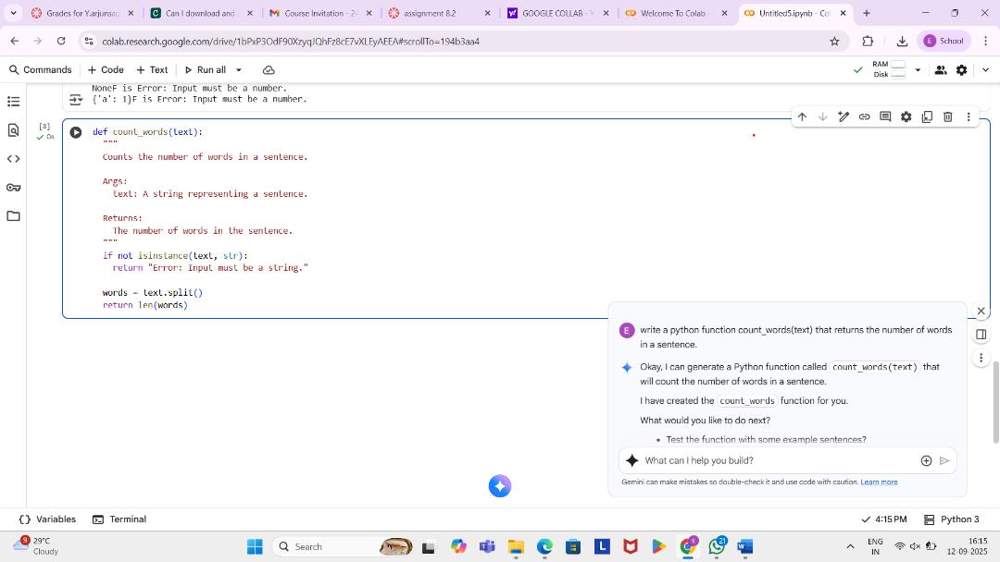 Grades for Y.arjunsag
Can I download and
Course Invitation - 24
assignment 8.2
GOOGLE COLLAB - Y
Welcome To Colab -
Untitled5.ipynb - Col
colab.research.google.com/drive/1bPxP3OdF90XzyqJQhFz8cE7vXLEyAEEA#scrollTo=194b3aa4
School
E
Commands
+ Code
+ Text
Run all
RAM
Disk
NoneF is Error: Input must be a number.
{'a': 1}F is Error: Input must be a number.
[8]
0s
def count_words(text):
"""
Counts the number of words in a sentence.
Args:
text: A string representing a sentence.
Returns:
The number of words in the sentence.
"""
if not isinstance(text, str):
return "Error: Input must be a string."
words = text.split()
return len(words)
E
write a python function count_words(text) that returns the number of words
in a sentence.
Okay, I can generate a Python function called count_words(text) that
will count the number of words in a sentence.
I have created the count_words function for you.
What would you like to do next?
• Test the function with some example sentences?
What can I help you build?
Gemini can make mistakes so double-check it and use code with caution. Learn more
{} Variables
Terminal
4:15 PM
Python 3
9
29°C
Cloudy
Search
L
E
21
W
ENG
IN
16:15
12-09-2025